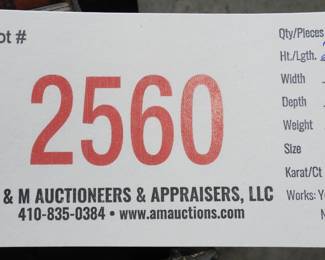 ot #
2560
& M AUCTIONEERS & APPRAISERS, LLC
410-835-0384 • www.amauctions.com
Qty/Pieces
Ht./Lgth.
Width
Depth
Weight
Size
Karat/Ct
Works: